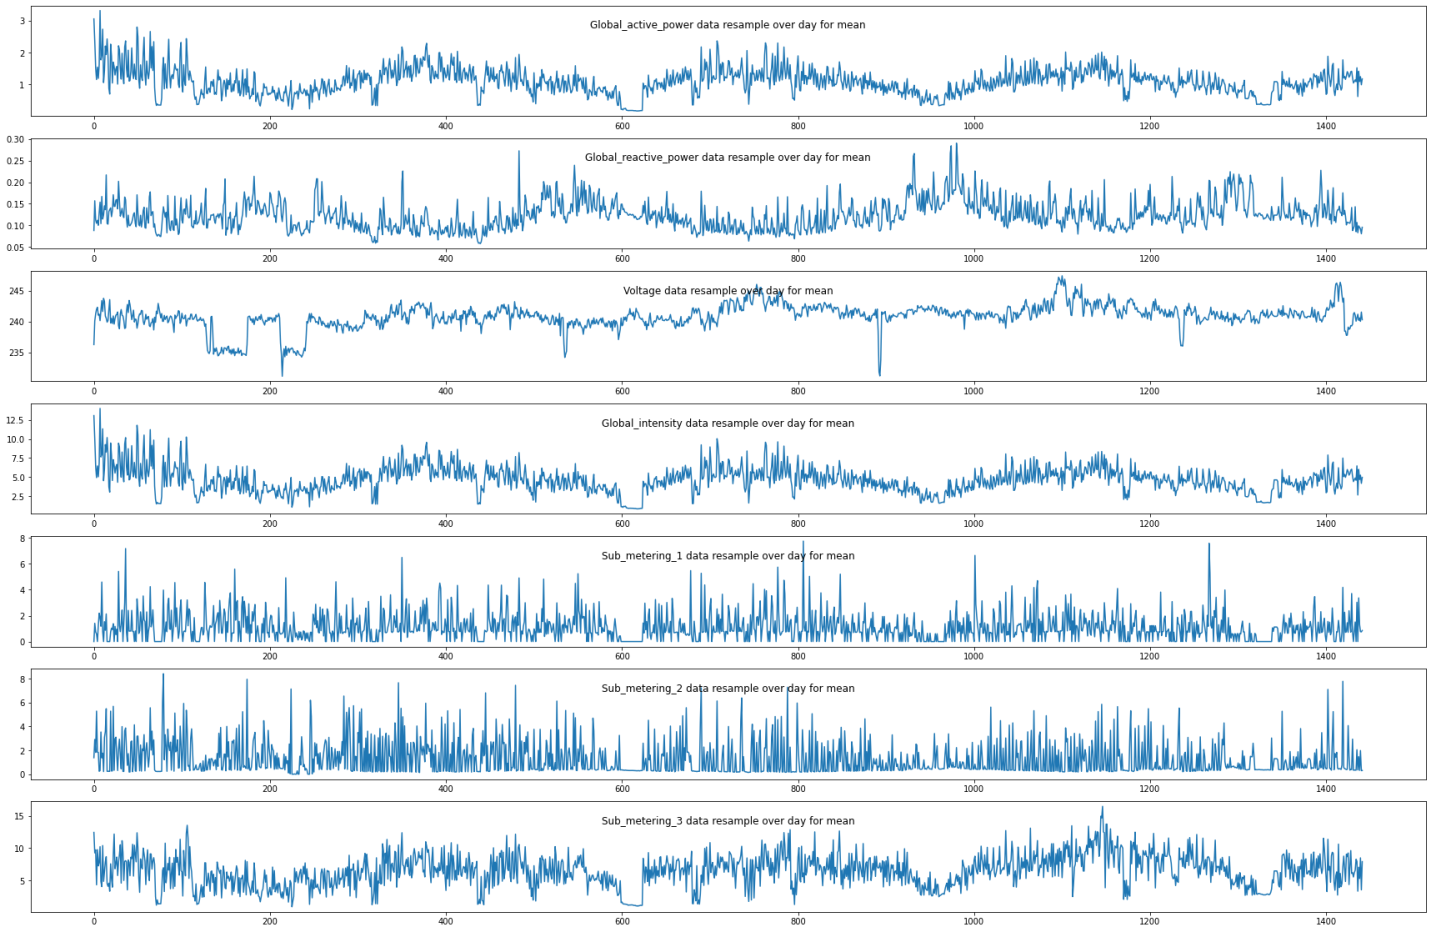 Global_active_power data resample over day for mean
3
2
1
0 200 400 600 800 1000 1200 1400
Global_reactive_power data resample over day for mean
0.30
0.25
0.20
0.15
0.10
0.05
0 200 400 600 800 1000 1200 1400
Voltage data resample over day for mean
245
240
235
0 200 400 600 800 1000 1200 1400
Global_intensity data resample over day for mean
12.5
10.0
7.5
5.0
2.5
0 200 400 600 800 1000 1200 1400
Sub_metering_1 data resample over day for mean
8
6
4
2
0
0 200 400 600 800 1000 1200 1400
Sub_metering_2 data resample over day for mean
8
6
4
2
0
0 200 400 600 800 1000 1200 1400
Sub_metering_3 data resample over day for mean
15
10
5
0 200 400 600 800 1000 1200 1400